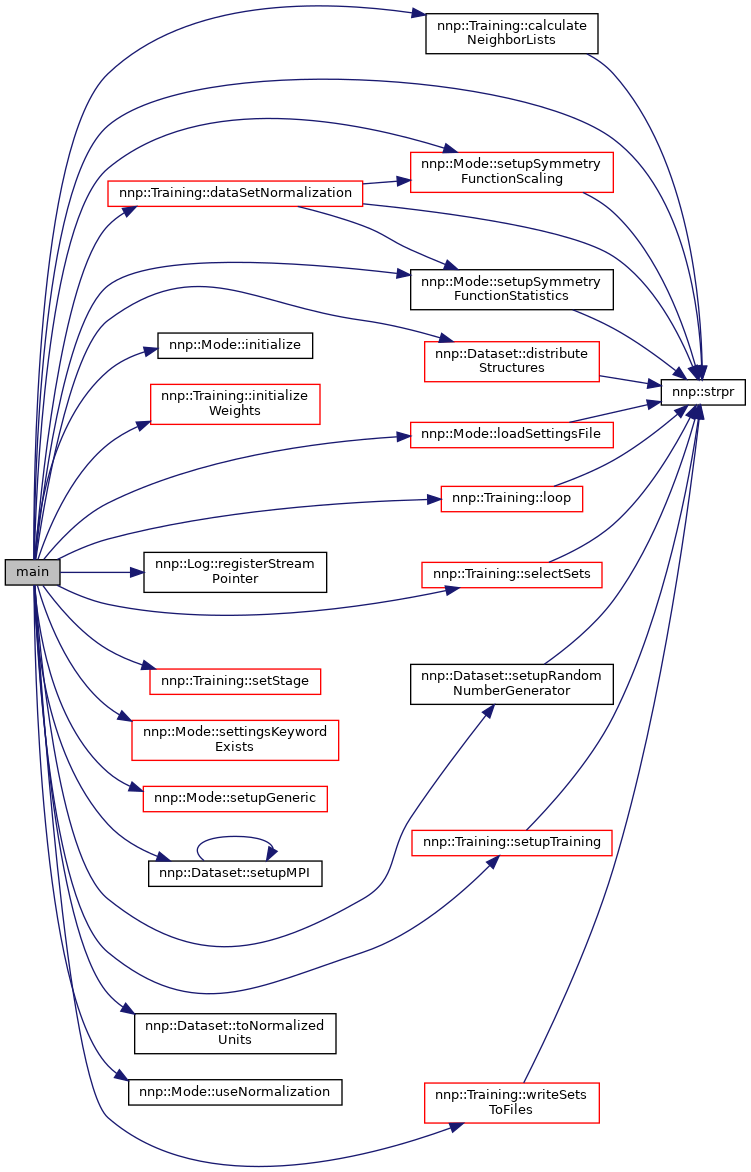 nnp::Training::calculate
NeighborLists
nnp::Mode::setupSymmetry
FunctionScaling
nnp::Training::dataSetNormalization
nnp::Mode::setupSymmetry
FunctionStatistics
nnp::Mode::initialize
nnp::Dataset::distribute
Structures
nnp::strpr
nnp::Training::initialize
Weights
nnp::Mode::loadSettingsFile
nnp::Training::loop
main
nnp::Log::registerStream
Pointer
nnp::Training::selectSets
nnp::Training::setStage
nnp::Dataset::setupRandom
NumberGenerator
nnp::Mode::settingsKeyword
Exists
nnp::Mode::setupGeneric
nnp::Training::setupTraining
nnp::Dataset::setupMPI
nnp::Dataset::toNormalized
Units
nnp::Mode::useNormalization
nnp::Training::writeSets
ToFiles